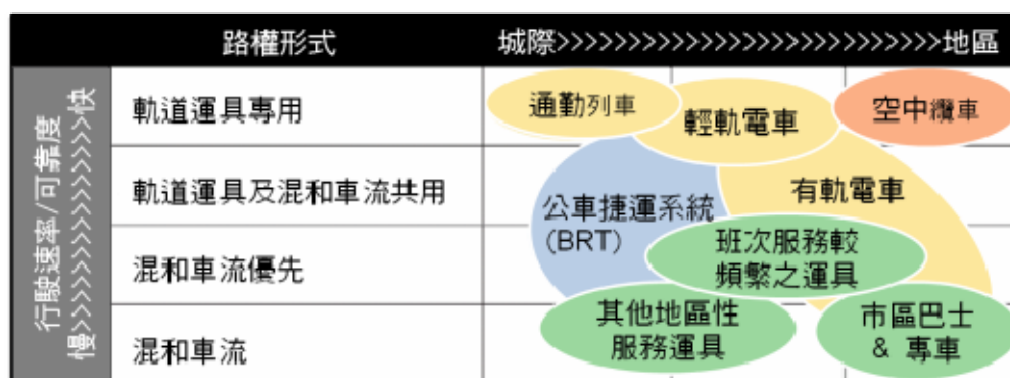 路權形式
城際>>>>>>>>>>>>>>>>>>>>>>>>>>>地區
行駛速率/可靠度
慢>>>>>>>>>>>>>>>>>>>快
軌道運具專用
通勤列車
輕軌電車
空中纜車
軌道運具及混和車流共用
公車捷運系統
(BRT)
有軌電車
混和車流優先
班次服務較
頻繁之運具
混和車流
其他地區性
服務運具
市區巴士
& 專車